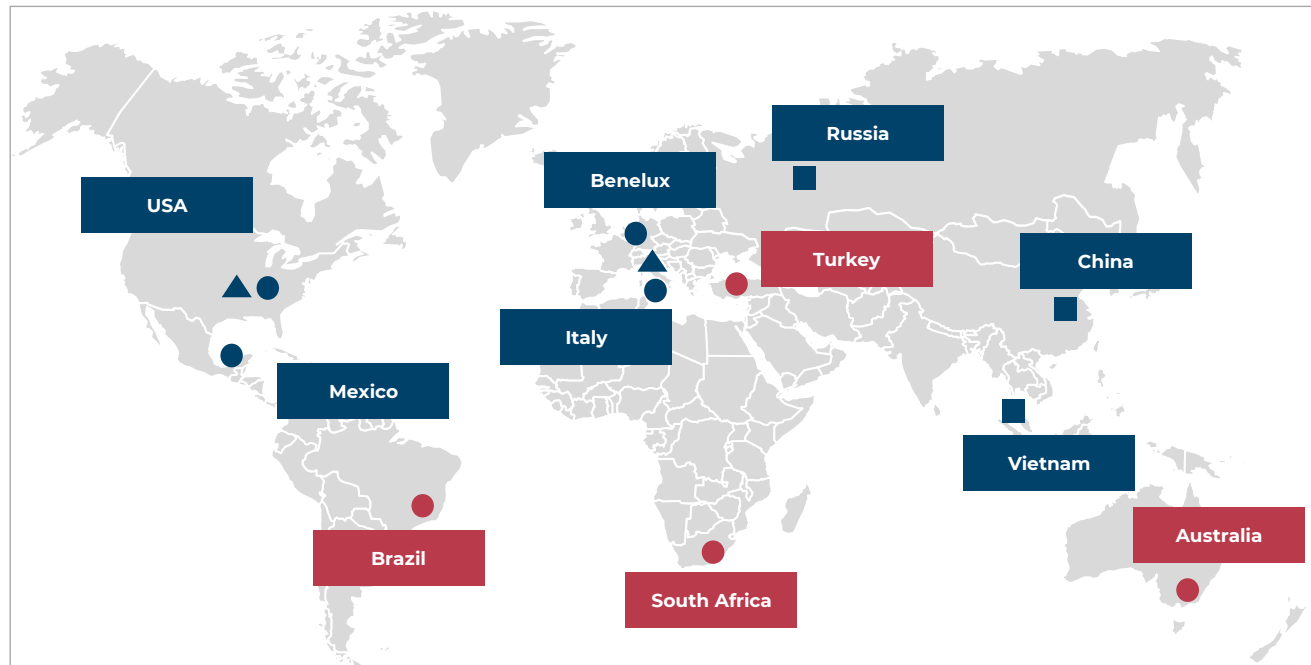 Russia
Benelux
USA
Turkey
China
Italy
Mexico
Vietnam
Australia
Brazil
South Africa